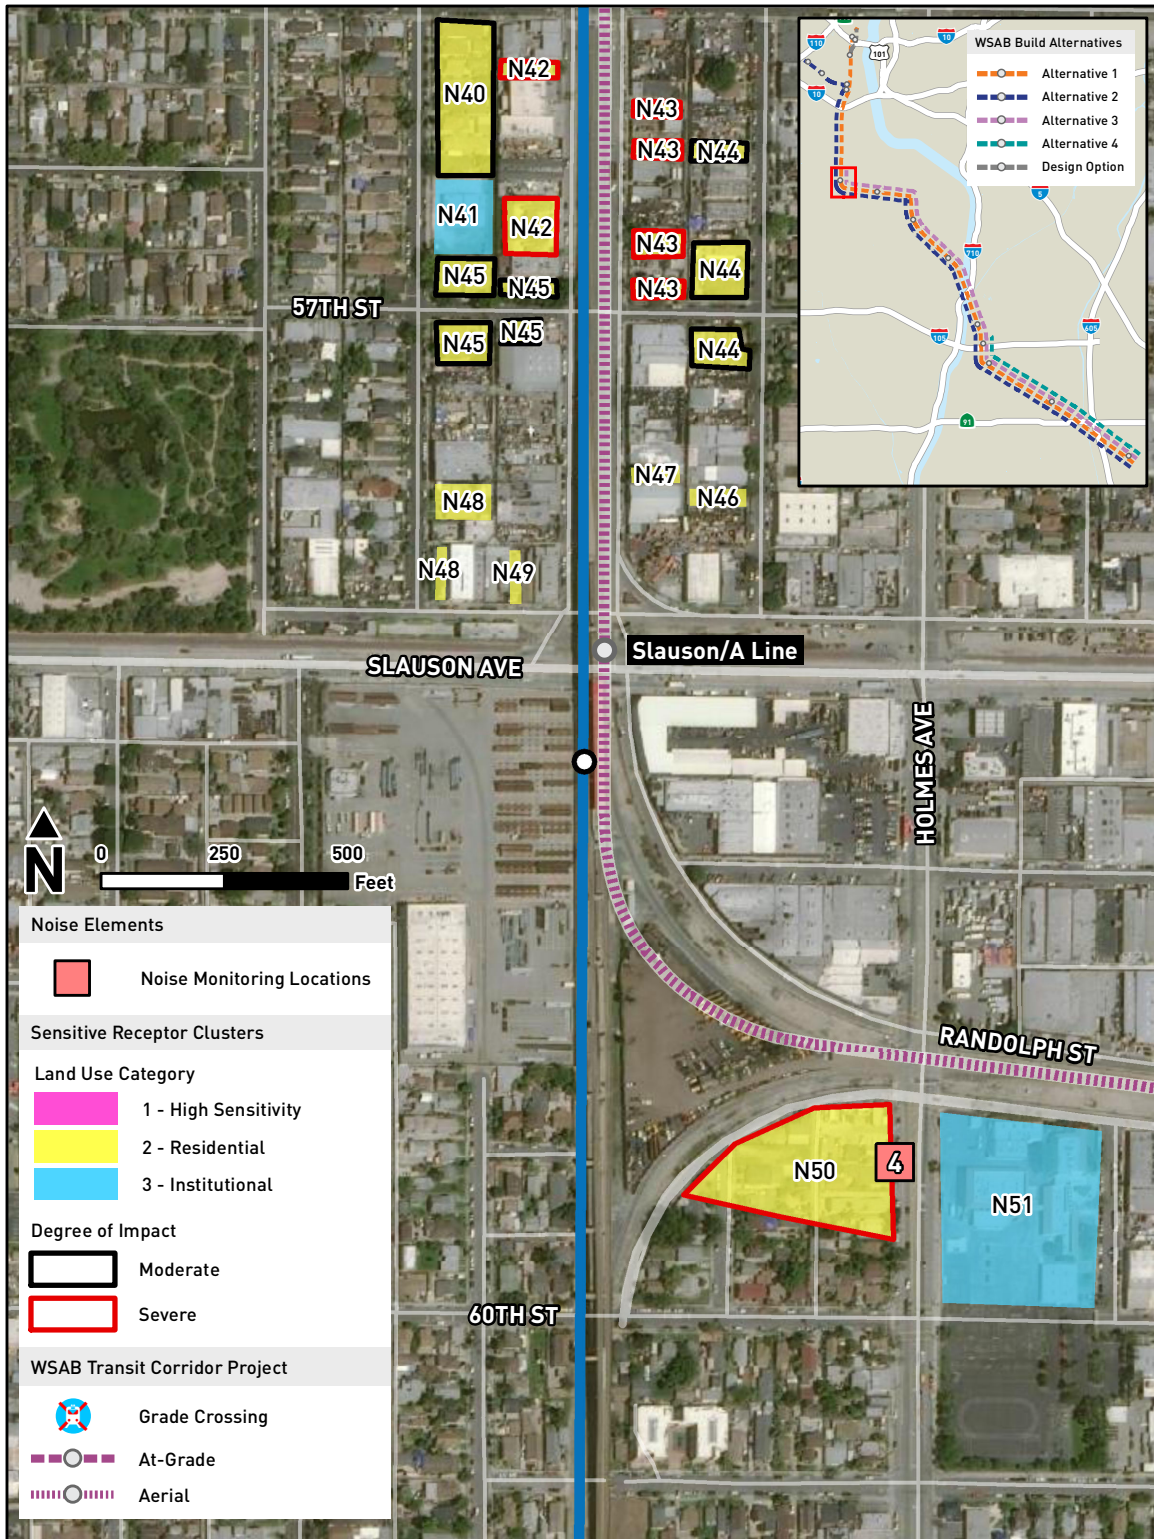 N40
N42
N43
N43
N44
N41
N42
N43
N44
N45
N45
N43
57TH ST
N45
N45
N44
N47
N46
N48
N48
N49
Slauson/A Line
SLAUSON AVE
HOLMES AVE
RANDOLPH ST
N50
4
N51
60TH ST
110
10
101
10
5
710
105
605
91
WSAB Build Alternatives
Alternative 1
Alternative 2
Alternative 3
Alternative 4
Design Option
N
0 250 500
Feet
Noise Elements
Noise Monitoring Locations
Sensitive Receptor Clusters
Land Use Category
1 - High Sensitivity
2 - Residential
3 - Institutional
Degree of Impact
Moderate
Severe
WSAB Transit Corridor Project
Grade Crossing
At-Grade
Aerial